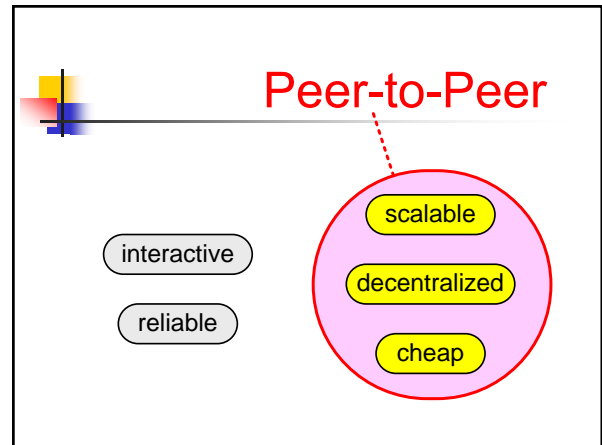 Peer-to-Peer
interactive
reliable
scalable
decentralized
cheap